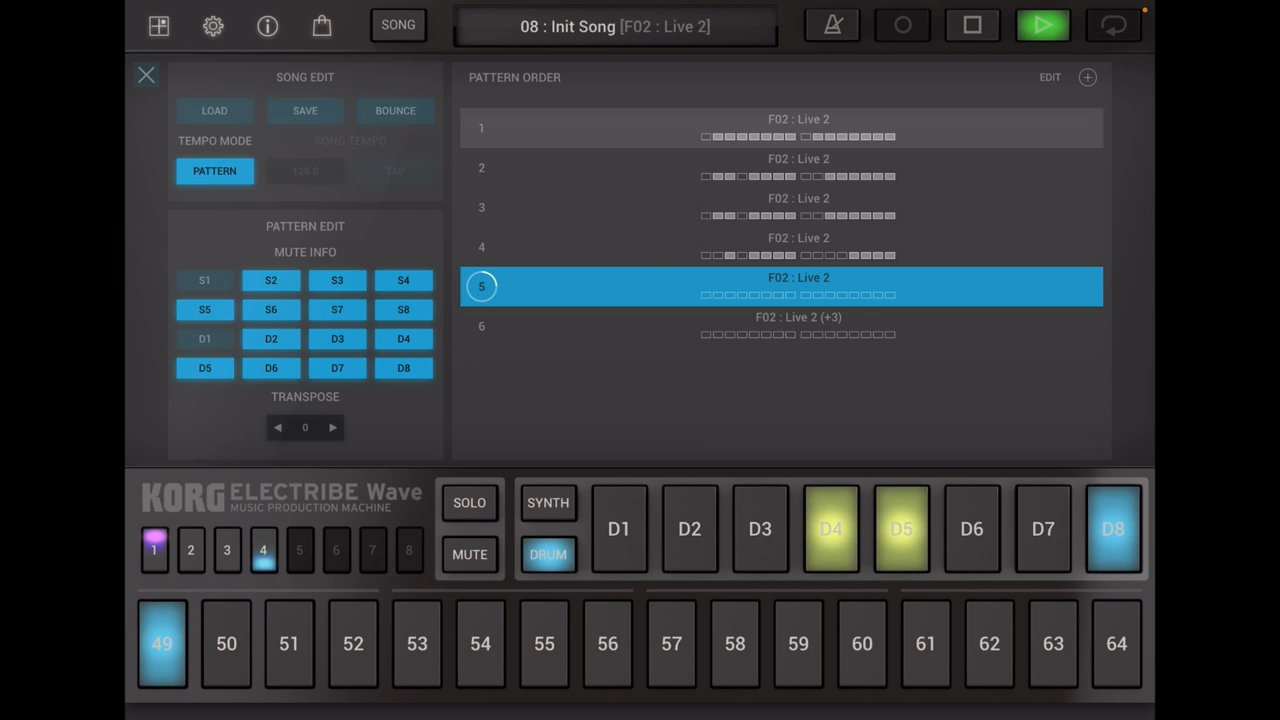 SONG
08 : Init Song [F02 : Live 2]
SONG EDIT
LOAD SAVE BOUNCE
TEMPO MODE SONG TEMPO
PATTERN 128.0 TAP
PATTERN EDIT
MUTE INFO
S1 S2 S3 S4
S5 S6 S7 S8
D1 D2 D3 D4
D5 D6 D7 D8
TRANSPOSE
0
PATTERN ORDER EDIT
1 F02 : Live 2
2 F02 : Live 2
3 F02 : Live 2
4 F02 : Live 2
5 F02 : Live 2
6 F02 : Live 2 (+3)
KORG ELECTRIBE Wave
MUSIC PRODUCTION MACHINE
1 2 3 4 5 6 7 8
SOLO
MUTE
SYNTH
DRUM
D1 D2 D3 D4 D5 D6 D7 D8
49 50 51 52 53 54 55 56 57 58 59 60 61 62 63 64